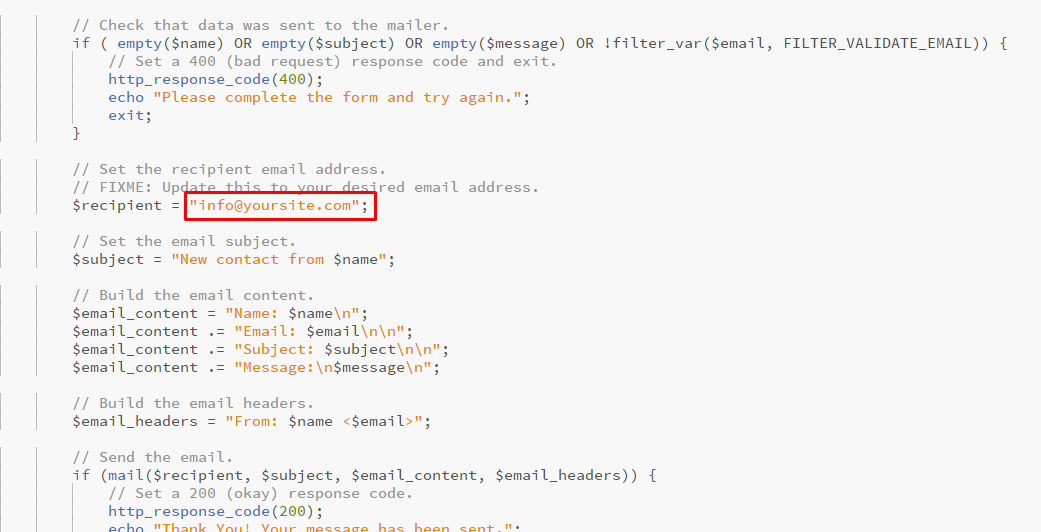 // Check that data was sent to the mailer.
if ( empty($name) OR empty($subject) OR empty($message) OR !filter_var($email, FILTER_VALIDATE_EMAIL)) {
// Set a 400 (bad request) response code and exit.
http_response_code(400);
echo "Please complete the form and try again.";
exit;
}
// Set the recipient email address.
// FIXME: Update this to your desired email address.
$recipient = "info@yoursite.com";
// Set the email subject.
$subject = "New contact from $name";
// Build the email content.
$email_content = "Name: $name\n";
$email_content .= "Email: $email\n\n";
$email_content .= "Subject: $subject\n\n";
$email_content .= "Message:\n$message\n";
// Build the email headers.
$email_headers = "From: $name <$email>";
// Send the email.
if (mail($recipient, $subject, $email_content, $email_headers)) {
// Set a 200 (okay) response code.
http_response_code(200);
echo "Thank You! Your message has been sent.";